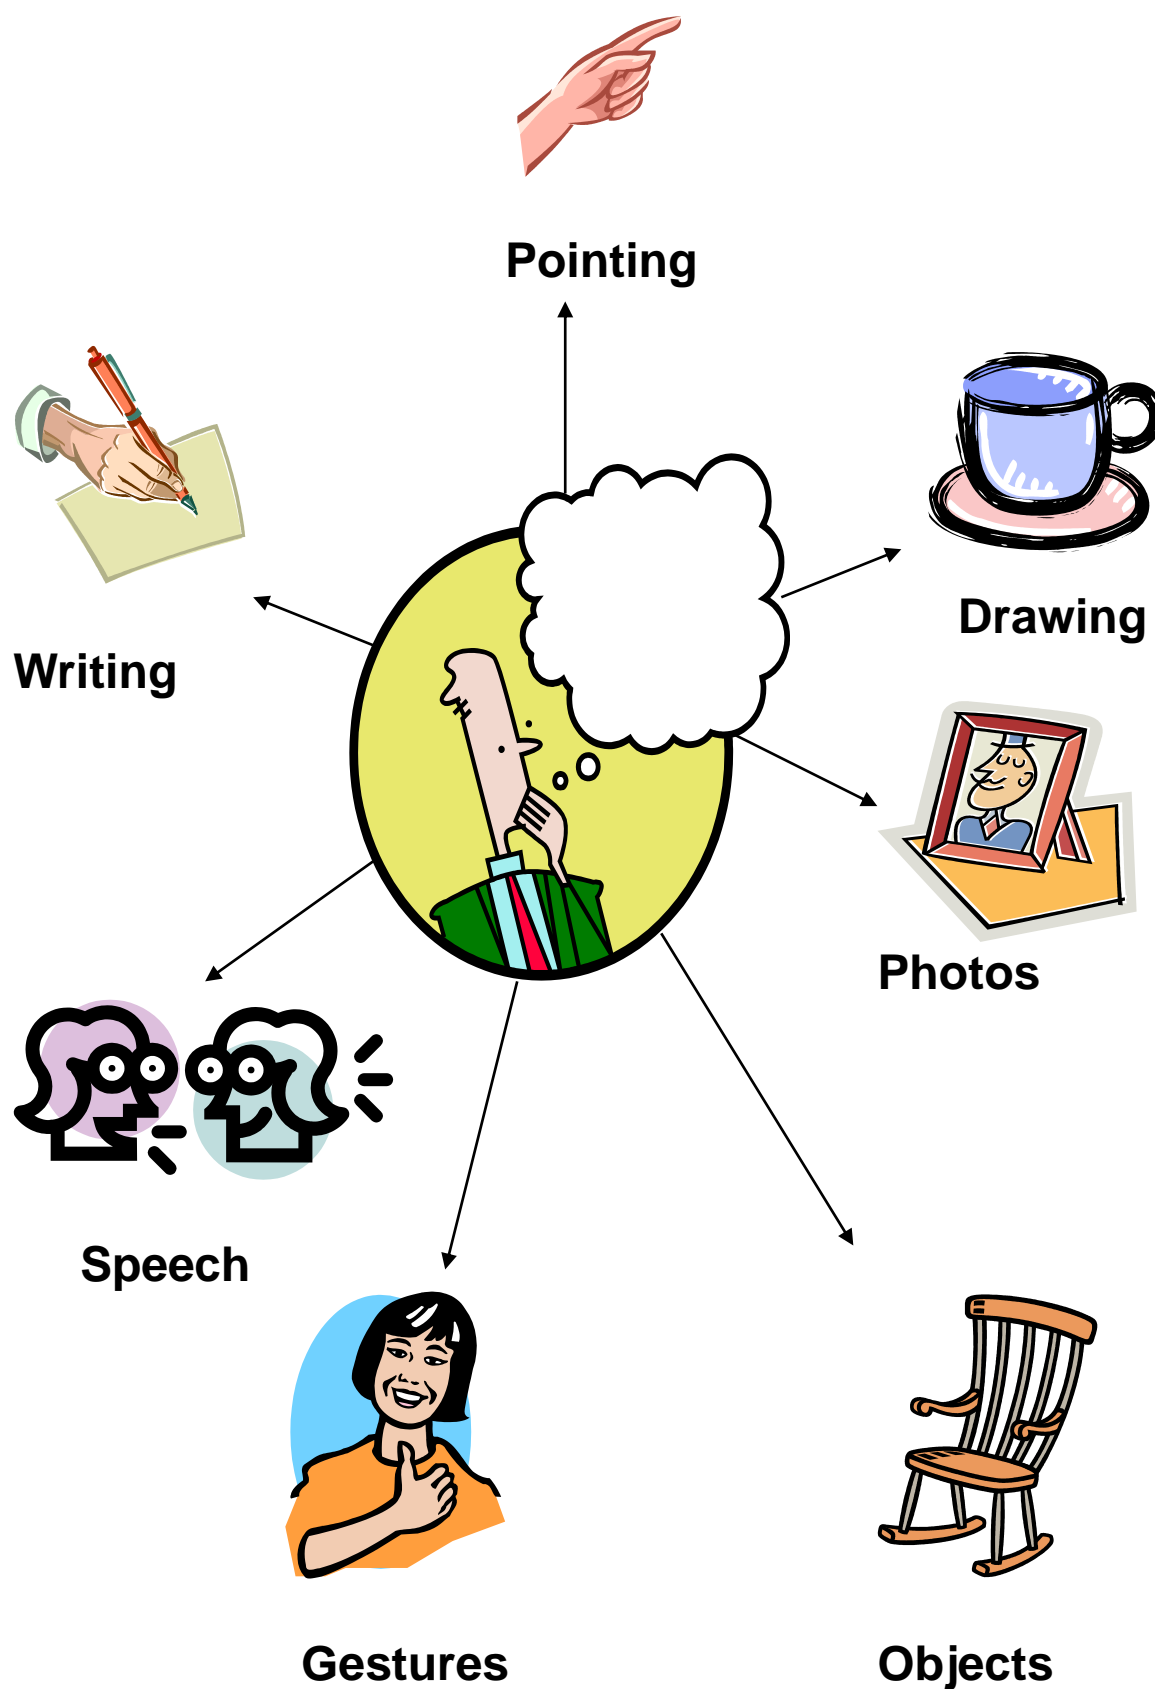 Pointing
Drawing
Writing
Photos
Speech
Gestures
Objects